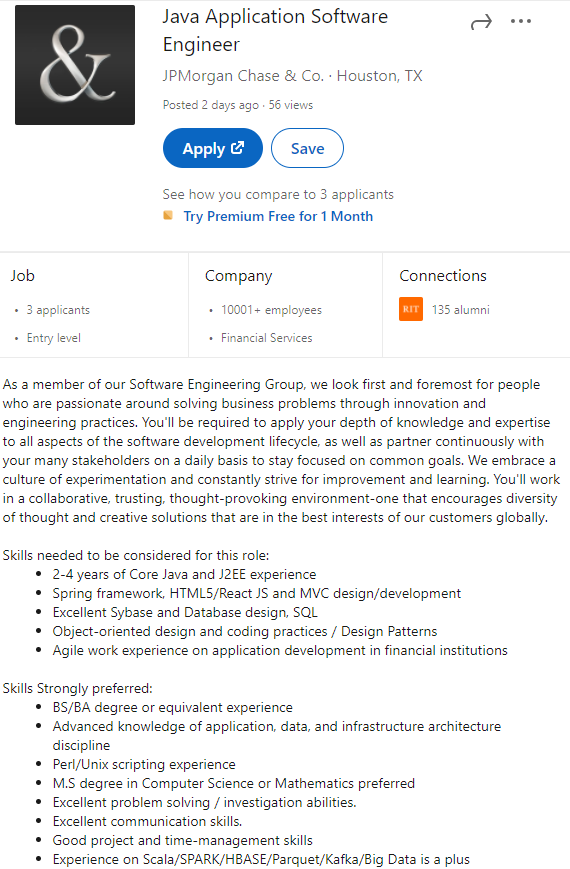 &
Java Application Software
Engineer
JPMorgan Chase & Co. · Houston, TX
Posted 2 days ago · 56 views
Apply
Save
See how you compare to 3 applicants
Try Premium Free for 1 Month
Job
• 3 applicants
• Entry level
Company
• 10001+ employees
• Financial Services
Connections
RIT
135 alumni
As a member of our Software Engineering Group, we look first and foremost for people
who are passionate around solving business problems through innovation and
engineering practices. You'll be required to apply your depth of knowledge and expertise
to all aspects of the software development lifecycle, as well as partner continuously with
your many stakeholders on a daily basis to stay focused on common goals. We embrace a
culture of experimentation and constantly strive for improvement and learning. You'll work
in a collaborative, trusting, thought-provoking environment-one that encourages diversity
of thought and creative solutions that are in the best interests of our customers globally.
Skills needed to be considered for this role:
• 2-4 years of Core Java and J2EE experience
• Spring framework, HTML5/React JS and MVC design/development
• Excellent Sybase and Database design, SQL
• Object-oriented design and coding practices / Design Patterns
• Agile work experience on application development in financial institutions
Skills Strongly preferred:
• BS/BA degree or equivalent experience
• Advanced knowledge of application, data, and infrastructure architecture
discipline
• Perl/Unix scripting experience
• M.S degree in Computer Science or Mathematics preferred
• Excellent problem solving / investigation abilities.
• Excellent communication skills.
• Good project and time-management skills
• Experience on Scala/SPARK/HBASE/Parquet/Kafka/Big Data is a plus